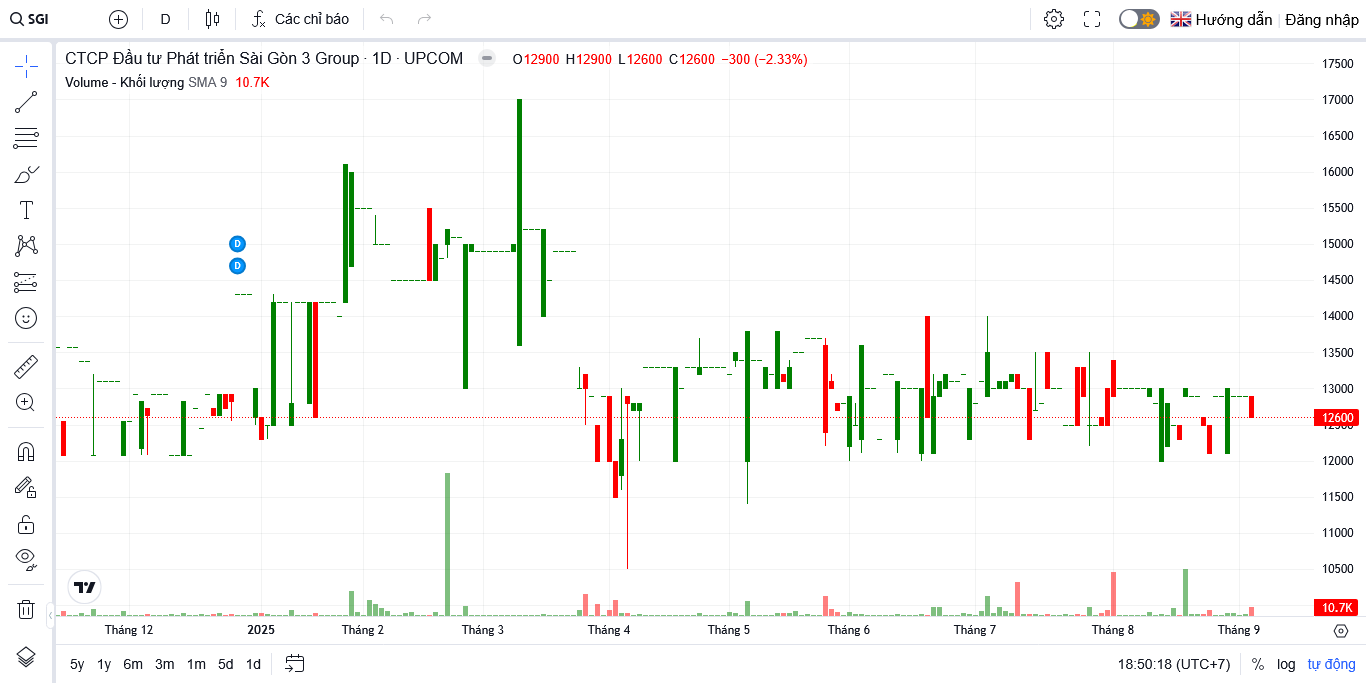 SGI D Các chỉ báo Hướng dẫn Đăng nhập
CTCP Đầu tư Phát triển Sài Gòn 3 Group · 1D · UPCOM O12900 H12900 L12600 C12600 −300 (−2.33%)
Volume - Khối lượng SMA 9 10.7K
17500
17000
16500
16000
15500
15000
14500
14000
13500
13000
12600
12500
12000
11500
11000
10500
10.7K
D
D
Tháng 12 2025 Tháng 2 Tháng 3 Tháng 4 Tháng 5 Tháng 6 Tháng 7 Tháng 8 Tháng 9
5y 1y 6m 3m 1m 5d 1d 18:50:18 (UTC+7) % log tự động